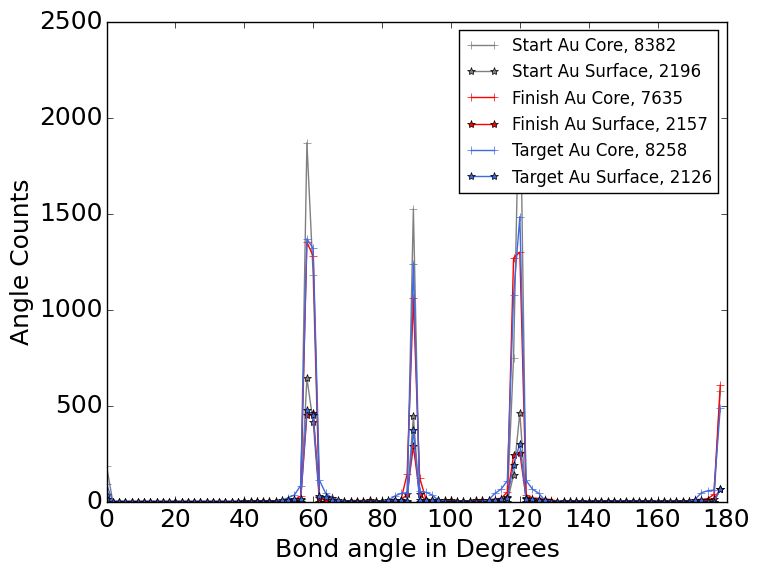 2500
2000
1500
1000
500
0
Angle Counts
Start Au Core, 8382
Start Au Surface, 2196
Finish Au Core, 7635
Finish Au Surface, 2157
Target Au Core, 8258
Target Au Surface, 2126
0 20 40 60 80 100 120 140 160 180
Bond angle in Degrees